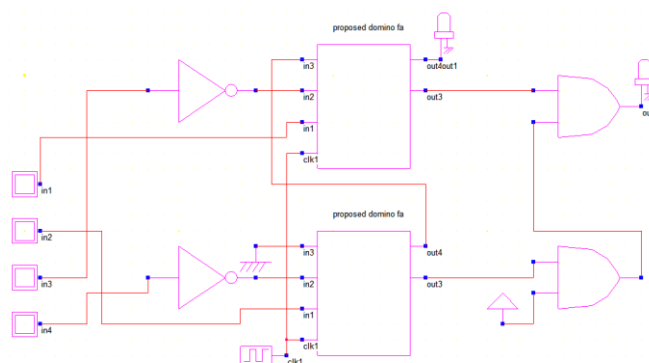 proposed domino fa
in3
out4out1
in2
out3
in1
clk1
out
in1
in2
in3
in4
proposed domino fa
in3
out4
in2
out3
in1
clk1
clk1